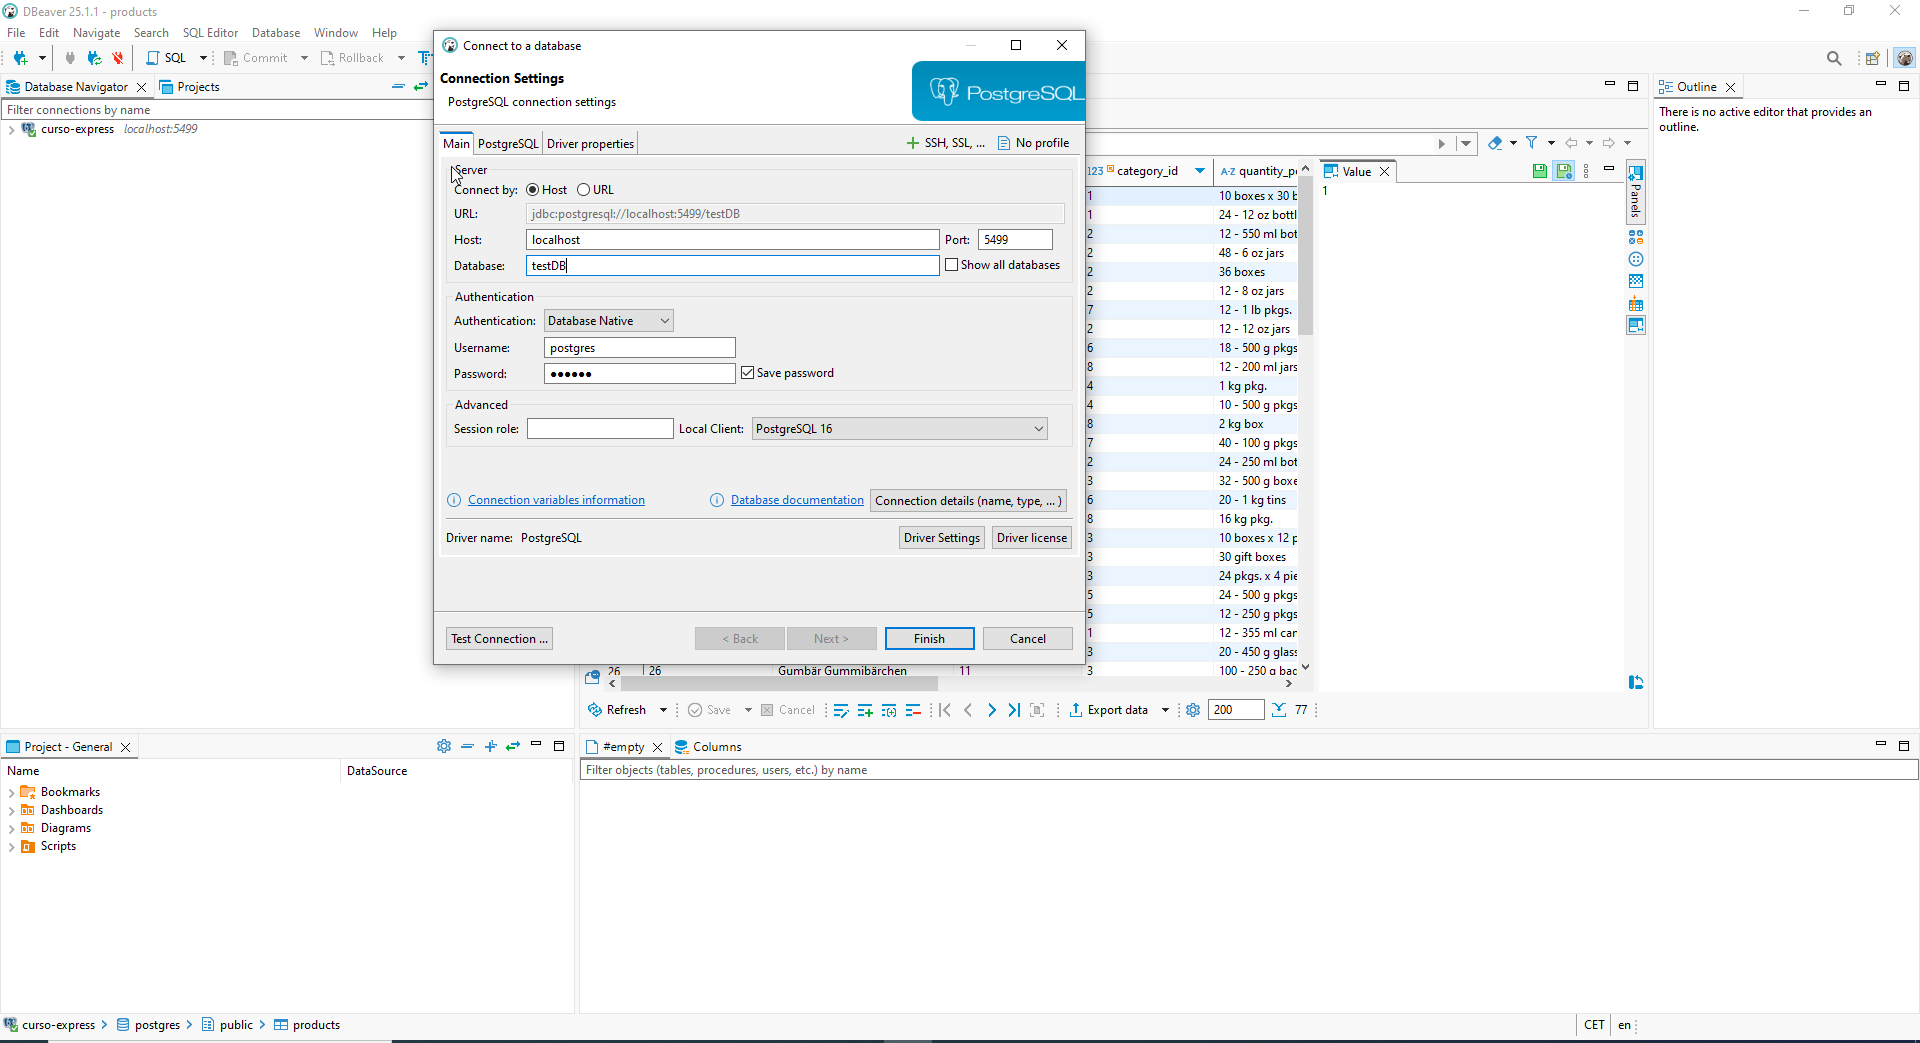 DBeaver 25.1.1 - products
File Edit Navigate Search SQL Editor Database Window Help
SQL Commit Rollback
Database Navigator Projects
Filter connections by name
curso-express localhost:5499
Connect to a database
Connection Settings
PostgreSQL connection settings
PostgreSQL
Main PostgreSQL Driver properties SSH, SSL, ... No profile
Server
Connect by: Host URL
URL: jdbc:postgresql://localhost:5499/testDB
Host: localhost Port: 5499
Database: testDB Show all databases
Authentication
Authentication: Database Native
Username: postgres
Password: •••••• Save password
Advanced
Session role: Local Client: PostgreSQL 16
Connection variables information Database documentation Connection details (name, type, ... )
Driver name: PostgreSQL Driver Settings Driver license
Test Connection ... < Back Next > Finish Cancel
123 category_id A-Z quantity_p
1 10 boxes x 30 b
1 24 - 12 oz bottl
2 12 - 550 ml bot
2 48 - 6 oz jars
2 36 boxes
2 12 - 8 oz jars
7 12 - 1 lb pkgs.
2 12 - 12 oz jars
6 18 - 500 g pkgs
8 12 - 200 ml jars
4 1 kg pkg.
4 10 - 500 g pkgs
8 2 kg box
7 40 - 100 g pkgs
2 24 - 250 ml bot
3 32 - 500 g boxe
6 20 - 1 kg tins
8 16 kg pkg.
3 10 boxes x 12 p
3 30 gift boxes
3 24 pkgs. x 4 pie
5 24 - 500 g pkgs
5 12 - 250 g pkgs
1 12 - 355 ml can
3 20 - 450 g glass
26 26 Gumbär Gummibärchen 11 3 100 - 250 g bag
Value
1
Panels
Outline
There is no active editor that provides an
outline.
Refresh Save Cancel Export data 200 77
Project - General
Name DataSource
Bookmarks
Dashboards
Diagrams
Scripts
#empty Columns
Filter objects (tables, procedures, users, etc.) by name
curso-express postgres public products
CET en